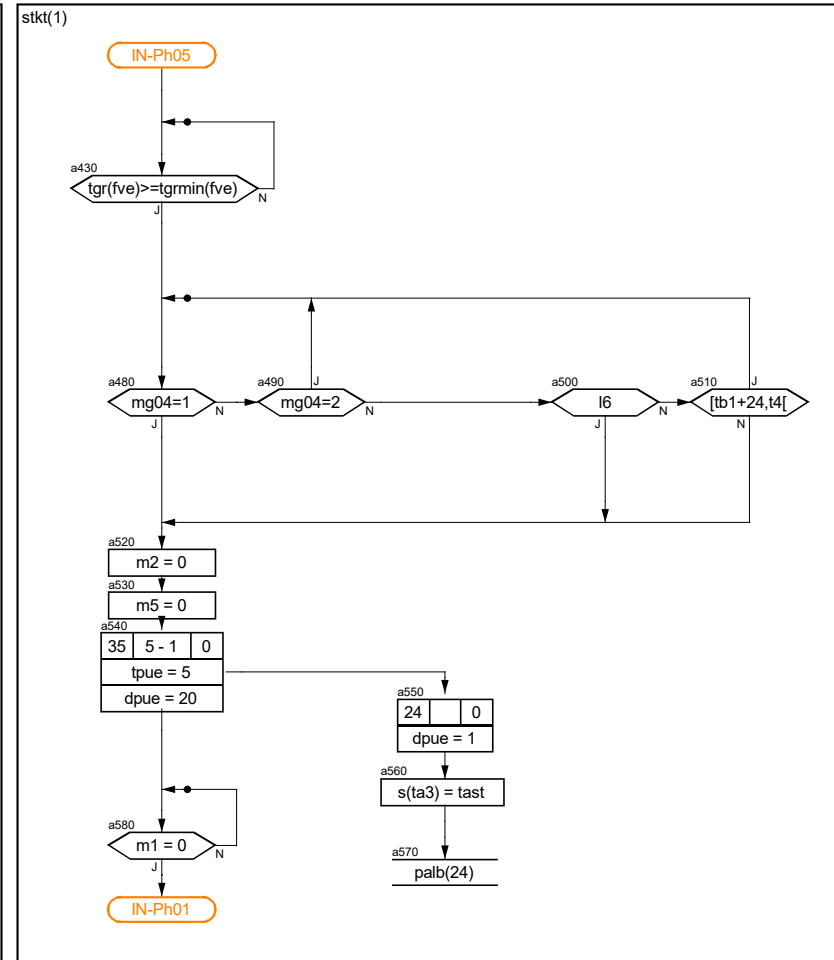 stkt(1)
IN-Ph05
a430
tgr(fve)>=tgrmin(fve)
N
J
a480
mg04=1
N
J
a490
mg04=2
J
N
a500
l6
N
J
a510
[tb1+24,t4[
J
N
a520
m2 = 0
a530
m5 = 0
a540
35 5 - 1 0
tpue = 5
dpue = 20
a550
24 0
dpue = 1
a560
s(ta3) = tast
a570
palb(24)
a580
m1 = 0
N
J
IN-Ph01